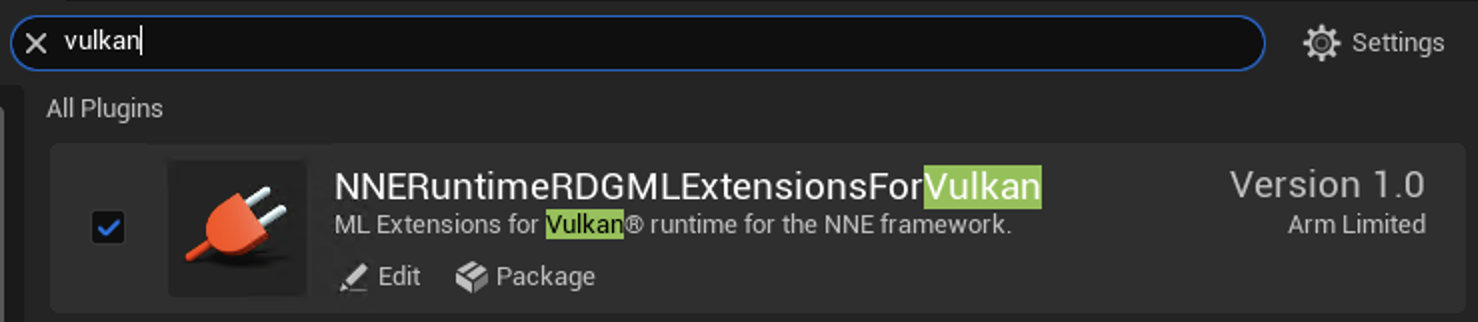 vulkan
Settings
All Plugins
NNERuntimeRDGMLExtensionsForVulkan
Version 1.0
ML Extensions for Vulkan® runtime for the NNE framework.
Arm Limited
Edit
Package